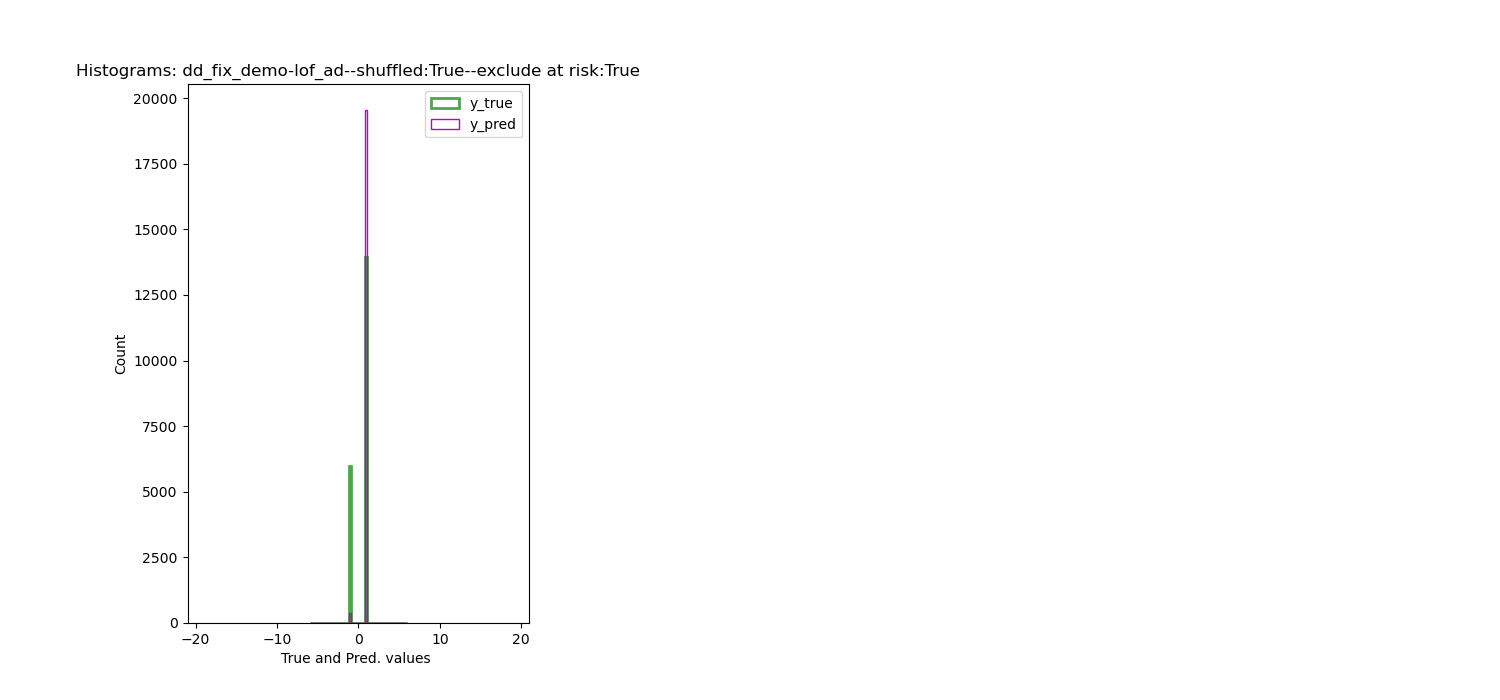 Histograms: dd_fix_demo-lof_ad--shuffled:True--exclude at risk:True
y_true
y_pred
20000
17500
15000
12500
10000
7500
5000
2500
0
Count
−20
−10
0
10
20
True and Pred. values